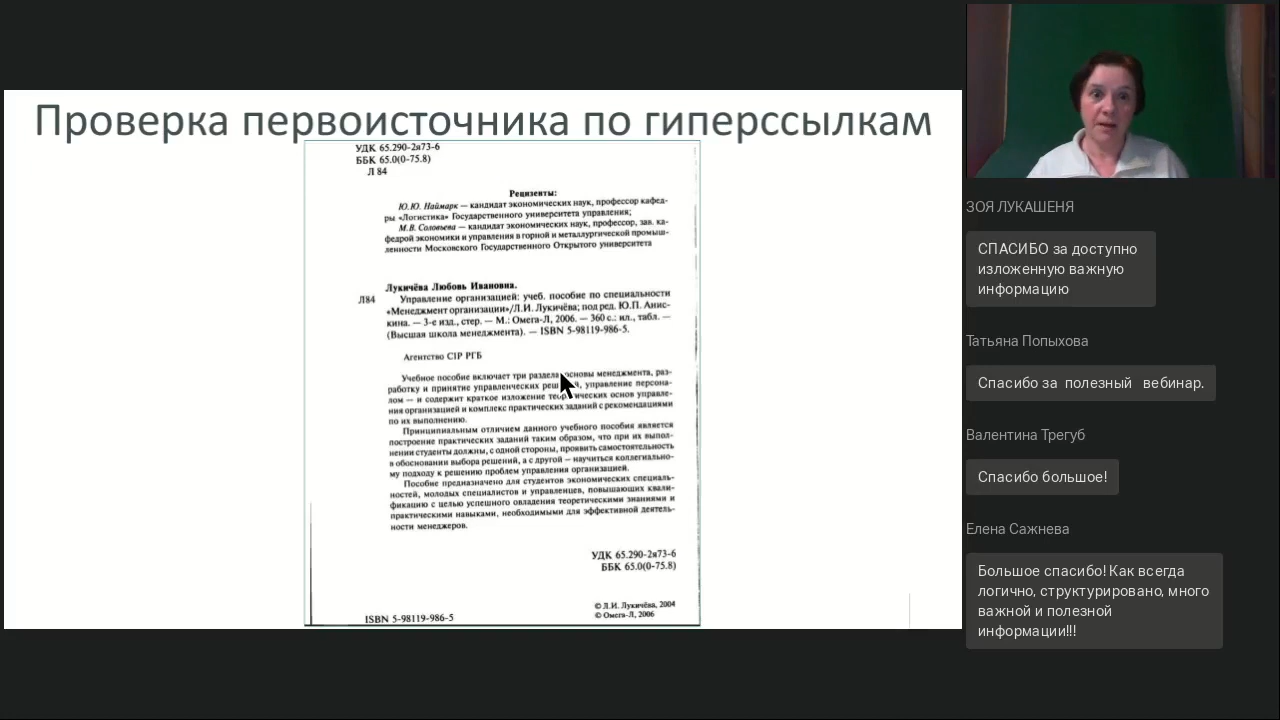 Проверка первоисточника по гиперссылкам
УДК 65.290-2я73-6
ББК 65.0(0-75.8)
Л 84
Рецизенты:
Ю.Ю. Наймарк — кандидат экономических наук, профессор кафед-
ры «Логистика» Государственного университета управления;
М.В. Соловьева — кандидат экономических наук, профессор, зав. ка-
федрой экономики и управления в горной и металлургической промыш-
ленности Московского Государственного Открытого университета
Лукичёва Любовь Ивановна.
Л84 Управление организацией: учеб. пособие по специальности
«Менеджмент организации»/Л.И. Лукичёва; под ред. Ю.П. Анис-
кина. — 3-е изд., стер. — М.: Омега-Л, 2006. — 360 с.: ил., табл. —
(Высшая школа менеджмента). — ISBN 5-98119-986-5.
Агентство CIP РГБ
Учебное пособие включает три раздела: основы менеджмента, раз-
работку и принятие управленческих решений, управление персона-
лом — и содержит краткое изложение теоретических основ управле-
ния организацией и комплекс практических заданий с рекомендациями
по их выполнению.
Принципиальным отличием данного учебного пособия является
построение практических заданий таким образом, что при их выпол-
нении студенты должны, с одной стороны, проявить самостоятельность
в обосновании выбора решений, а с другой — научиться коллегиально-
му подходу к решению проблем управления организацией.
Пособие предназначено для студентов экономических специаль-
ностей, молодых специалистов и управленцев, повышающих квали-
фикацию с целью успешного овладения теоретическими знаниями и
практическими навыками, необходимыми для эффективной деятель-
ности менеджеров.
УДК 65.290-2я73-6
ББК 65.0(0-75.8)
© Л.И. Лукичёва, 2004
© Омега-Л, 2006
ISBN 5-98119-986-5
ЗОЯ ЛУКАШЕНЯ
СПАСИБО за доступно
изложенную важную
информацию
Татьяна Попыхова
Спасибо за полезный вебинар.
Валентина Трегуб
Спасибо большое!
Елена Сажнева
Большое спасибо! Как всегда
логично, структурировано, много
важной и полезной
информации!!!